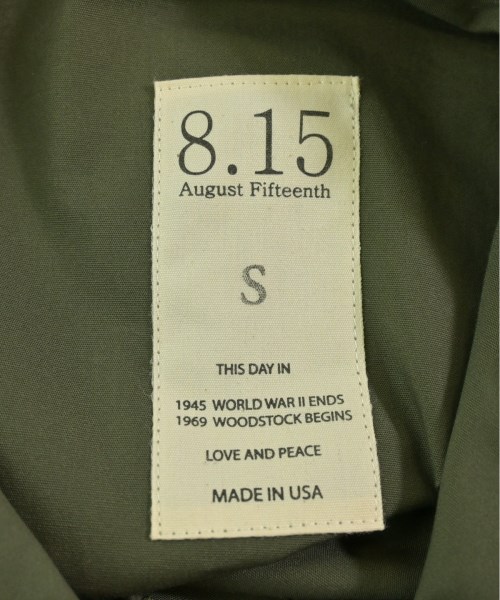 8.15
August Fifteenth
S
THIS DAY IN
1945 WORLD WAR II ENDS
1969 WOODSTOCK BEGINS
LOVE AND PEACE
MADE IN USA